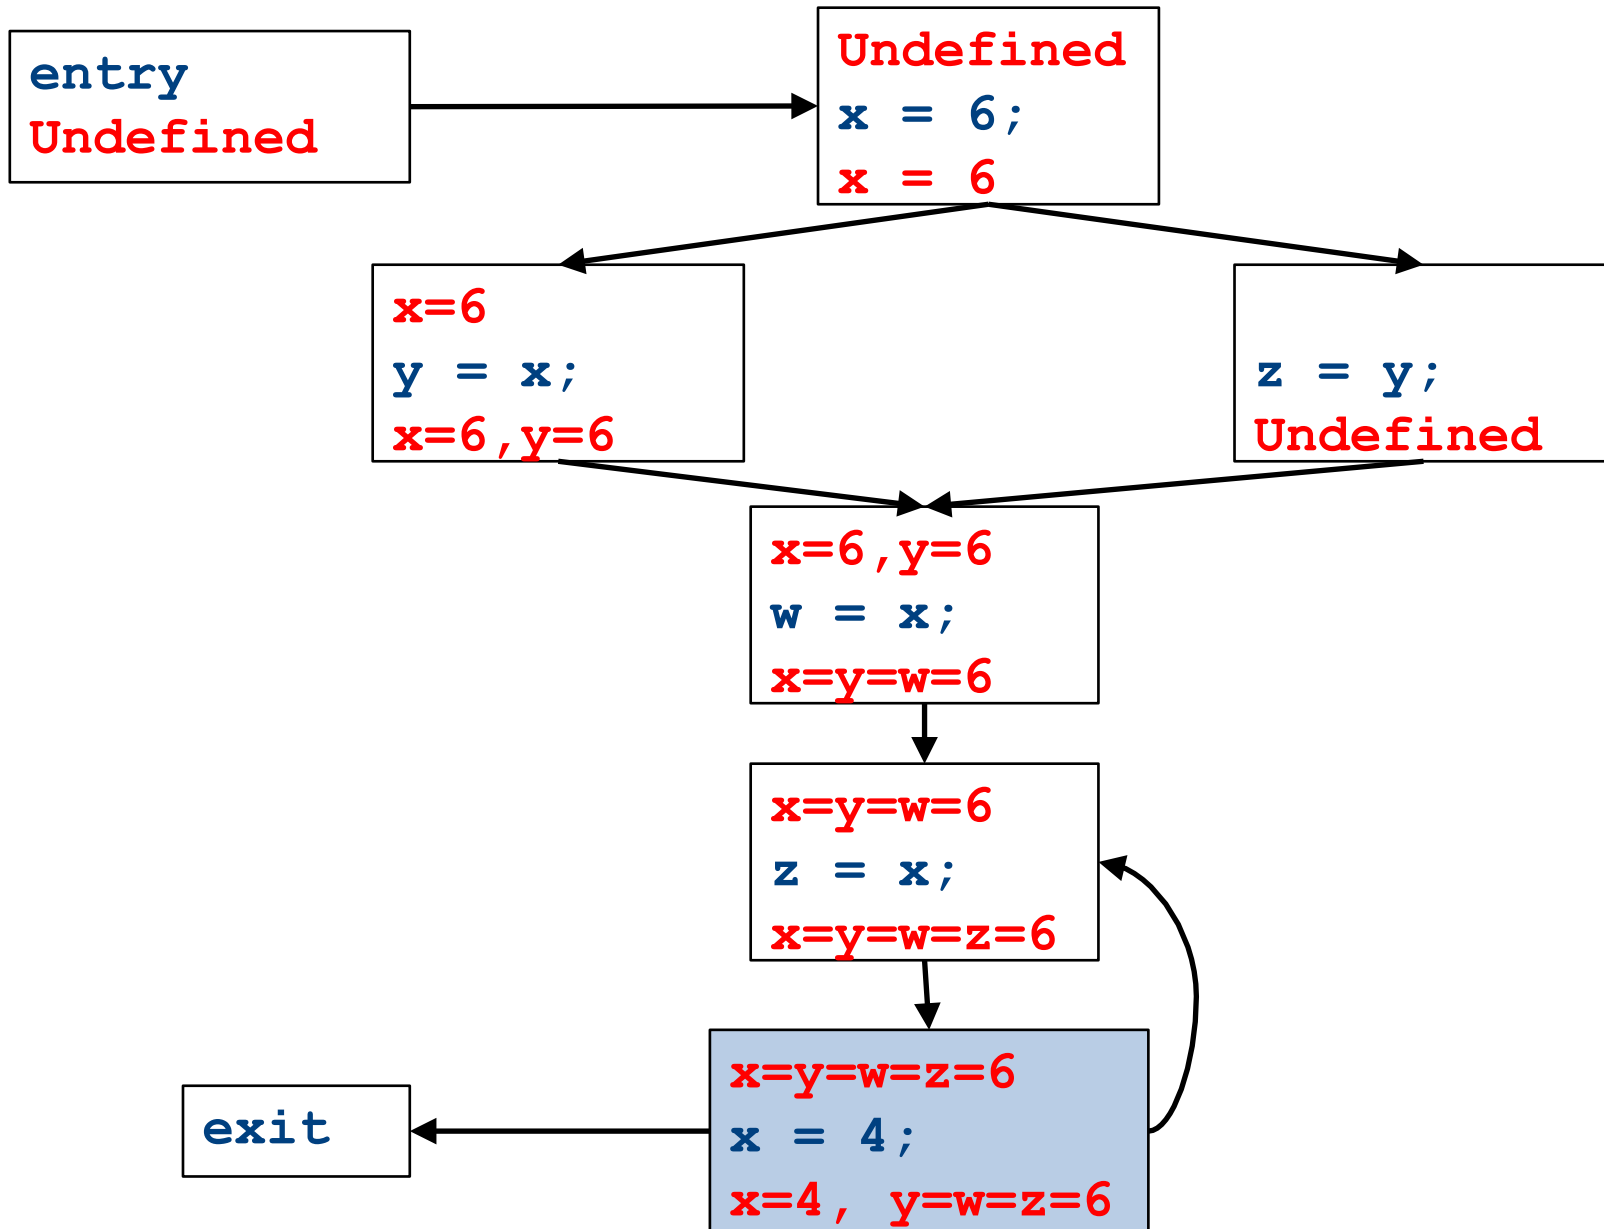 entry
Undefined
Undefined
x = 6;
x = 6
x=6
y = x;
x=6,y=6
z = y;
Undefined
x=6,y=6
w = x;
x=y=w=6
x=y=w=6
z = x;
x=y=w=z=6
x=y=w=z=6
x = 4;
x=4, y=w=z=6
exit